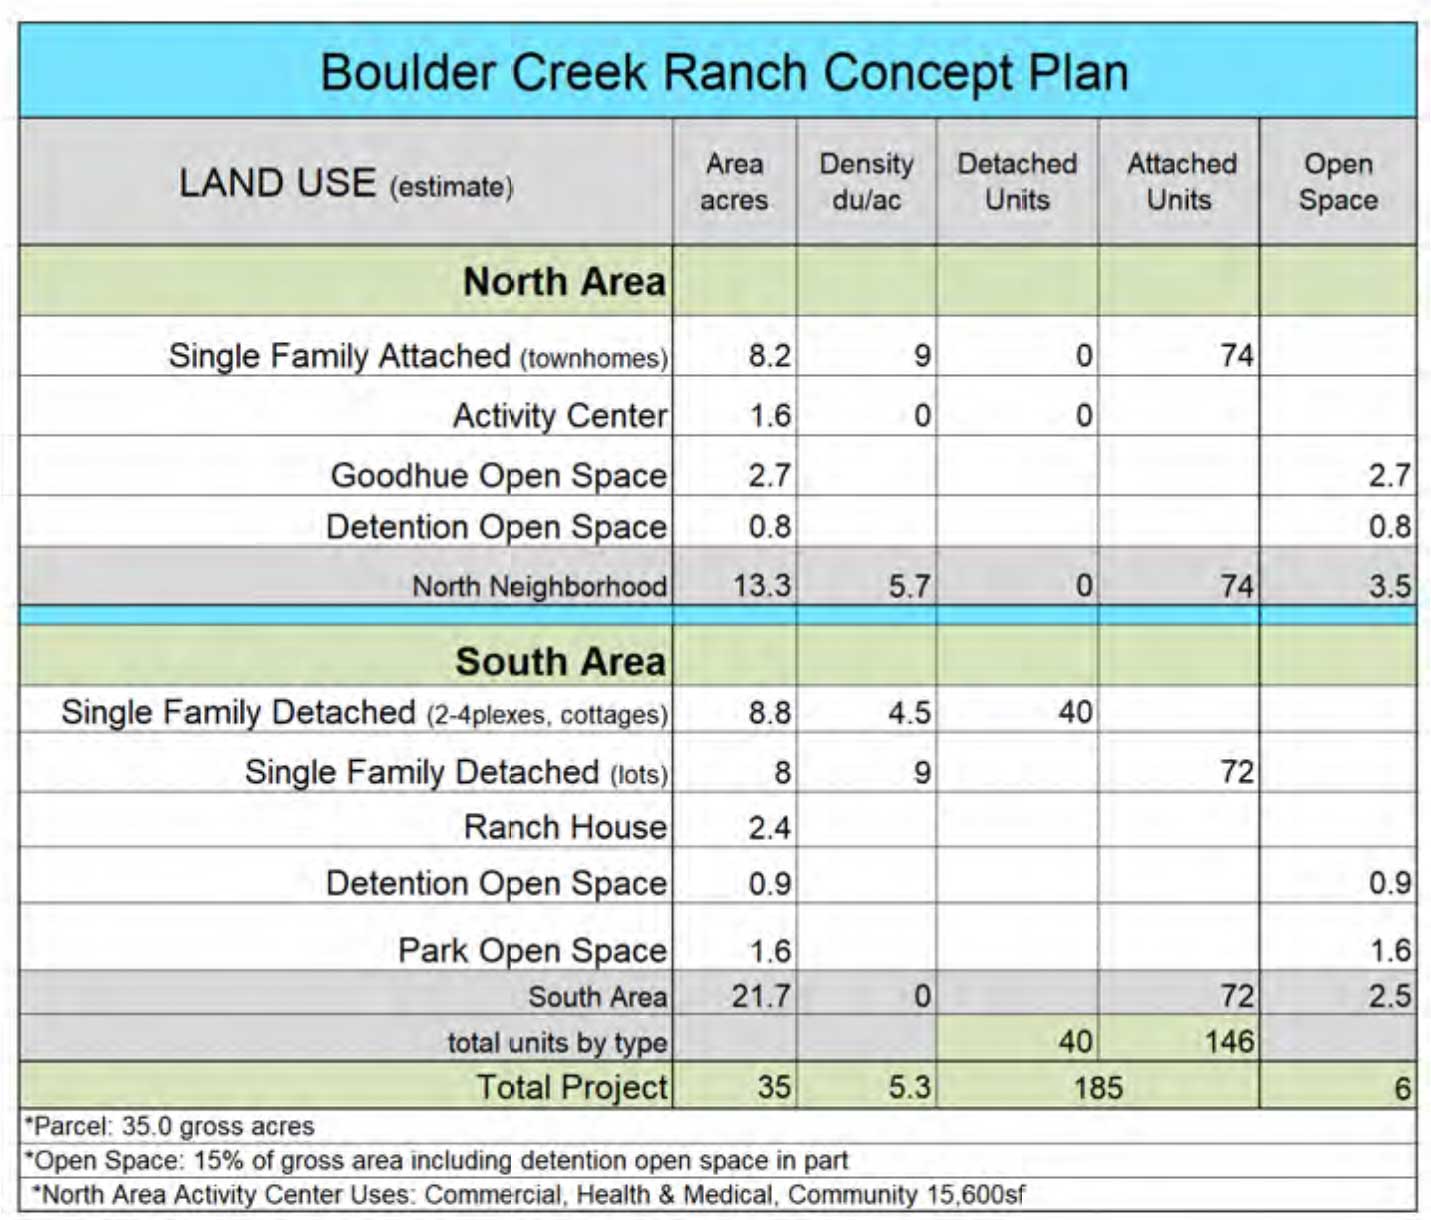 Boulder Creek Ranch Concept Plan
LAND USE (estimate) Area acres Density du/ac Detached Units Attached Units Open Space
North Area
Single Family Attached (townhomes) 8.2 9 0 74
Activity Center 1.6 0 0
Goodhue Open Space 2.7 2.7
Detention Open Space 0.8 0.8
North Neighborhood 13.3 5.7 0 74 3.5
South Area
Single Family Detached (2-4plexes, cottages) 8.8 4.5 40
Single Family Detached (lots) 8 9 72
Ranch House 2.4
Detention Open Space 0.9 0.9
Park Open Space 1.6 1.6
South Area 21.7 0 72 2.5
total units by type 40 146
Total Project 35 5.3 185 6
*Parcel: 35.0 gross acres
*Open Space: 15% of gross area including detention open space in part
*North Area Activity Center Uses: Commercial, Health & Medical, Community 15,600sf